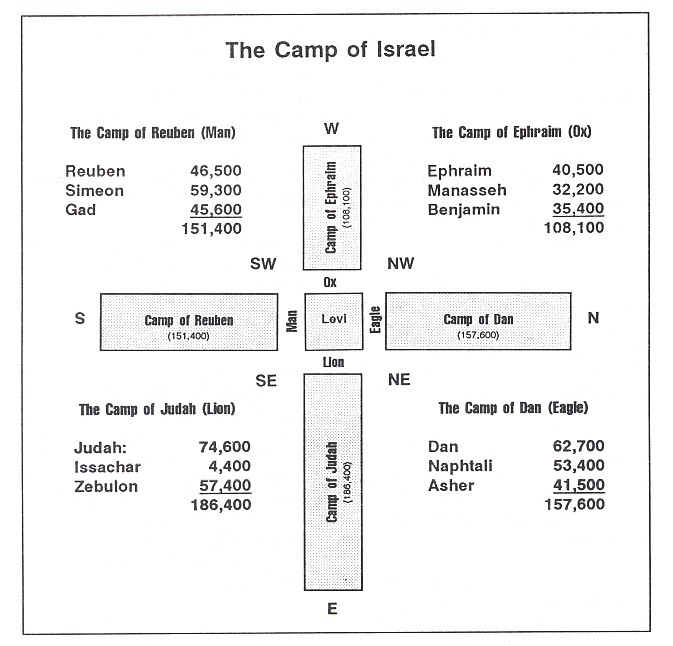 The Camp of Israel
The Camp of Reuben (Man)
Reuben 46,500
Simeon 59,300
Gad 45,600
151,400
W
The Camp of Ephraim (Ox)
Ephraim 40,500
Manasseh 32,200
Benjamin 35,400
108,100
Camp of Ephraim
(108,100)
SW
NW
Ox
S
Camp of Reuben
(151,400)
Man
Levi
Eagle
Camp of Dan
(157,600)
N
Lion
SE
NE
The Camp of Judah (Lion)
Judah: 74,600
Issachar 4,400
Zebulon 57,400
186,400
Camp of Judah
(186,400)
The Camp of Dan (Eagle)
Dan 62,700
Naphtali 53,400
Asher 41,500
157,600
E